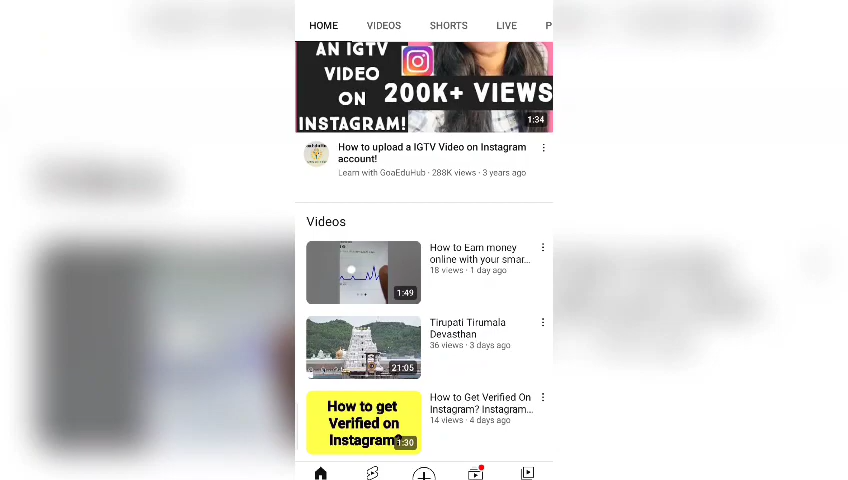 HOME VIDEOS SHORTS LIVE P
AN IGTV
VIDEO
ON
INSTAGRAM!
200K+ VIEWS
1:34
How to upload a IGTV Video on Instagram
account!
Learn with GoaEduHub · 288K views · 3 years ago
Videos
1:49
How to Earn money
online with your smar...
18 views · 1 day ago
21:05
Tirupati Tirumala
Devasthan
36 views · 3 days ago
How to get
Verified on
Instagram?
1:30
How to Get Verified On
Instagram? Instagram...
14 views · 4 days ago